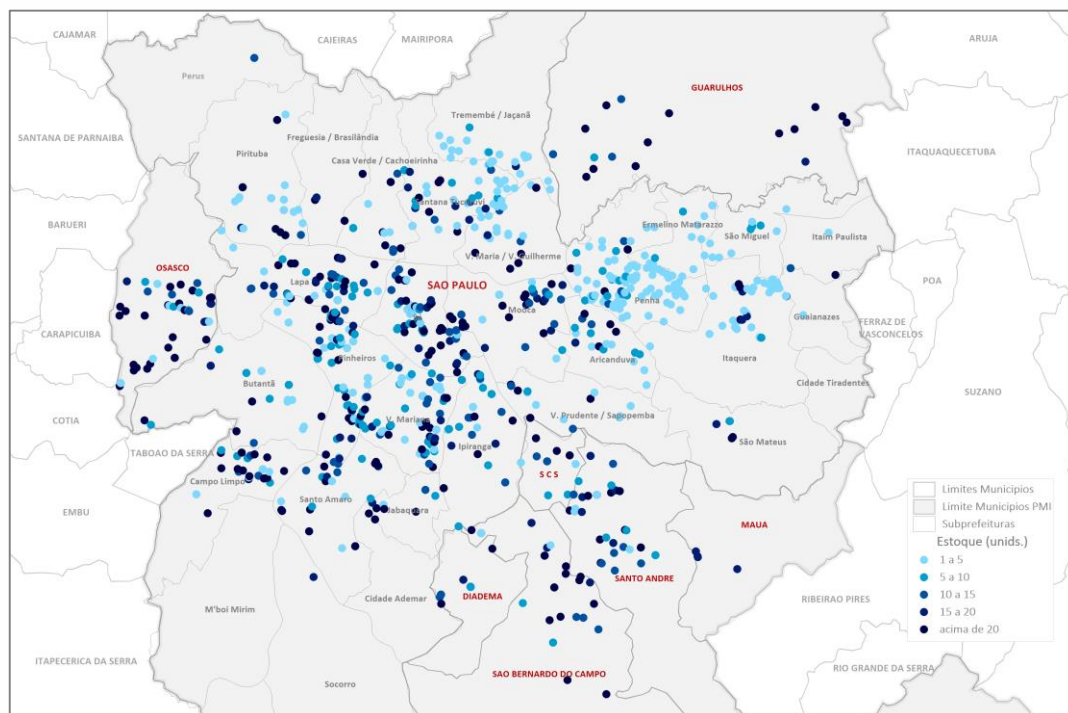 CAJAMAR
CAIEIRAS
MAIRIPORA
ARUJA
Perus
GUARULHOS
SANTANA DE PARNAIBA
Tremembé / Jaçanã
Freguesia / Brasilândia
Pirituba
Casa Verde / Cachoeirinha
ITAQUAQUECETUBA
Santana Tucuruvi
Ermelino Matarazzo
São Miguel
Itaim Paulista
BARUERI
V. Maria / V. Guilherme
OSASCO
Lapa
SAO PAULO
Penha
POA
Mooca
Guaianazes
CARAPICUIBA
FERRAZ DE
VASCONCELOS
Pinheiros
Aricanduva
Itaquera
Butantã
Cidade Tiradentes
SUZANO
COTIA
V. Mariana
V. Prudente / Sapopemba
Ipiranga
São Mateus
TABOAO DA SERRA
Campo Limpo
S C S
Santo Amaro
Jabaquara
EMBU
MAUA
Limites Municipios
Limite Municipios PMI
Subprefeituras
Estoque (unids.)
1 a 5
5 a 10
10 a 15
15 a 20
acima de 20
SANTO ANDRE
DIADEMA
Cidade Ademar
M'boi Mirim
RIBEIRAO PIRES
ITAPECERICA DA SERRA
SAO BERNARDO DO CAMPO
RIO GRANDE DA SERRA
Socorro